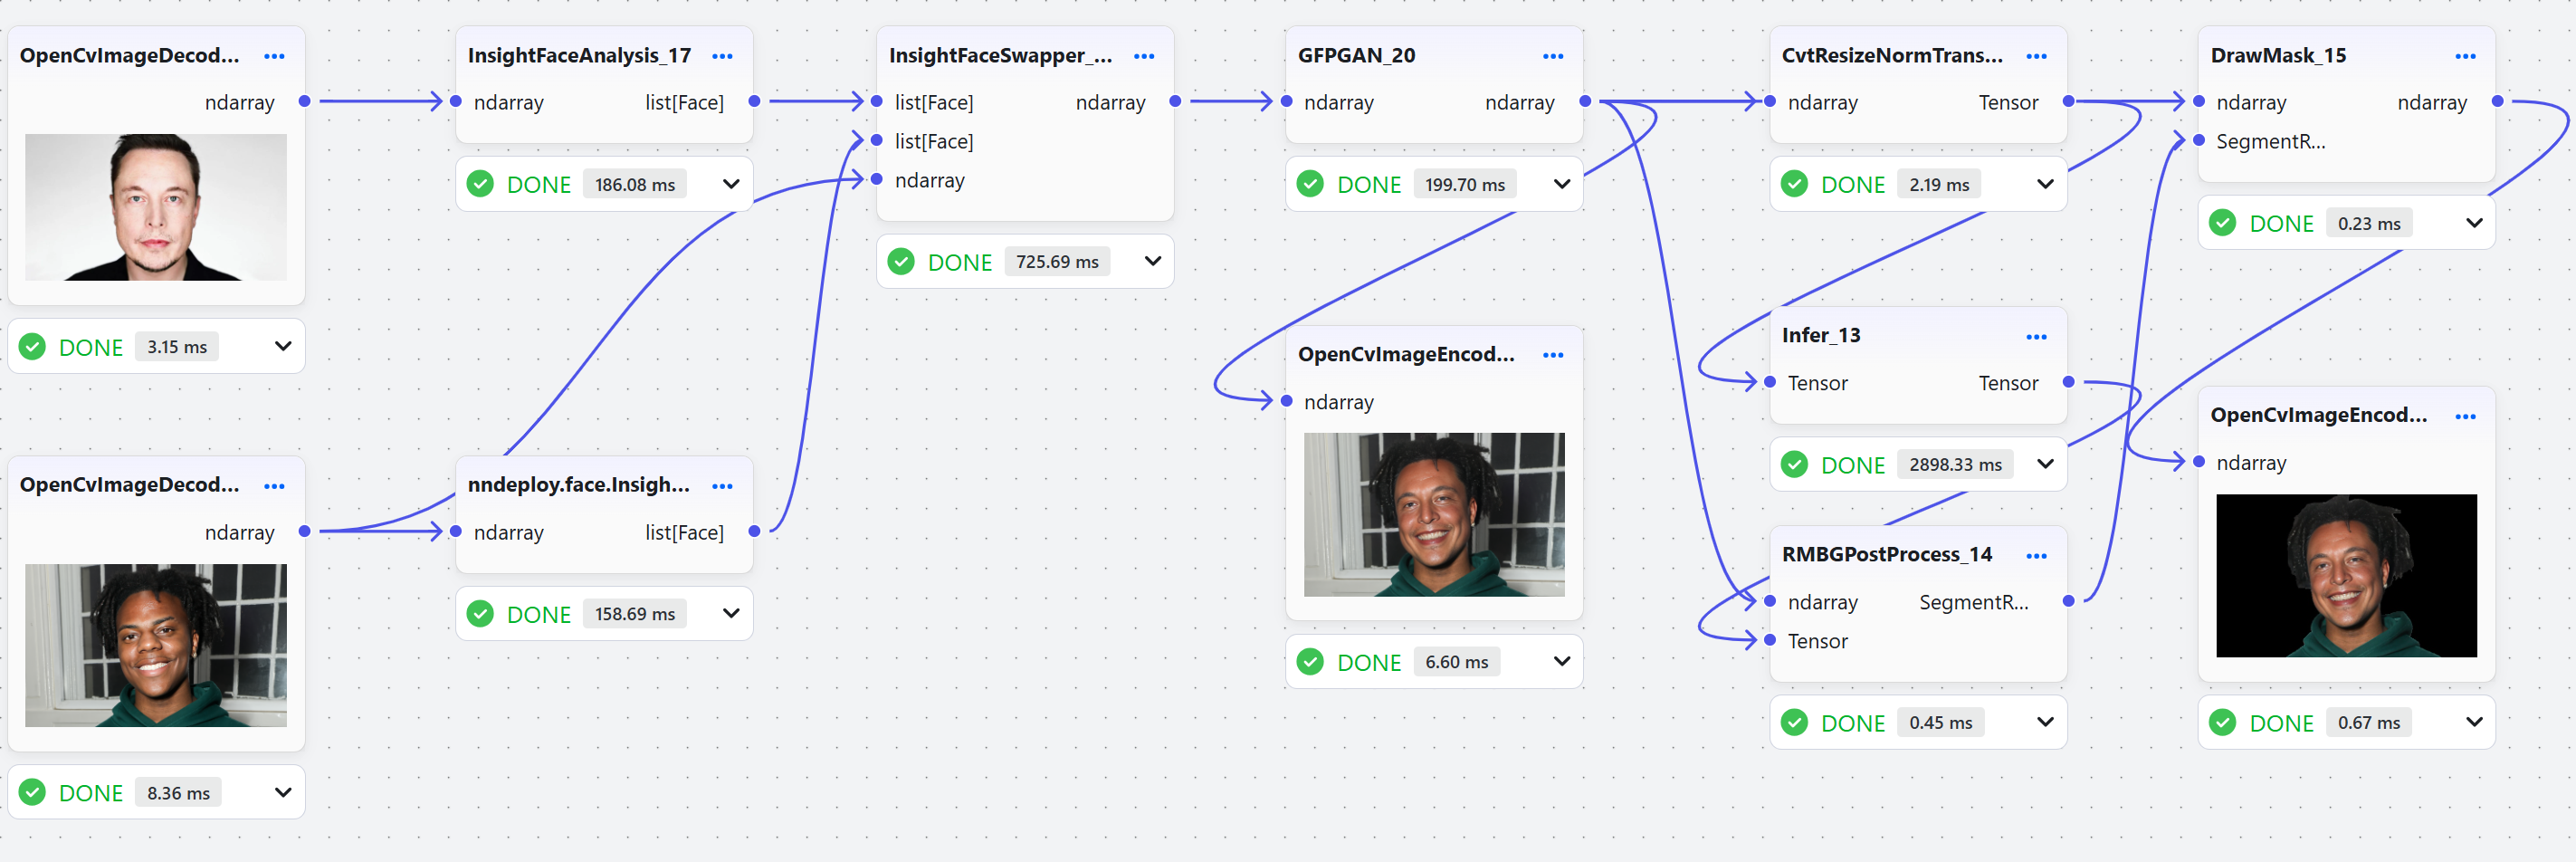 OpenCvImageDecod...
ndarray
DONE 3.15 ms
OpenCvImageDecod...
ndarray
DONE 8.36 ms
InsightFaceAnalysis_17
ndarray list[Face]
DONE 186.08 ms
nndeploy.face.Insigh...
ndarray list[Face]
DONE 158.69 ms
InsightFaceSwapper_...
list[Face] ndarray
list[Face]
ndarray
DONE 725.69 ms
GFPGAN_20
ndarray ndarray
DONE 199.70 ms
OpenCvImageEncod...
ndarray
DONE 6.60 ms
CvtResizeNormTrans...
ndarray Tensor
DONE 2.19 ms
Infer_13
Tensor Tensor
DONE 2898.33 ms
RMBGPostProcess_14
ndarray SegmentR...
Tensor
DONE 0.45 ms
DrawMask_15
ndarray ndarray
SegmentR...
DONE 0.23 ms
OpenCvImageEncod...
ndarray
DONE 0.67 ms